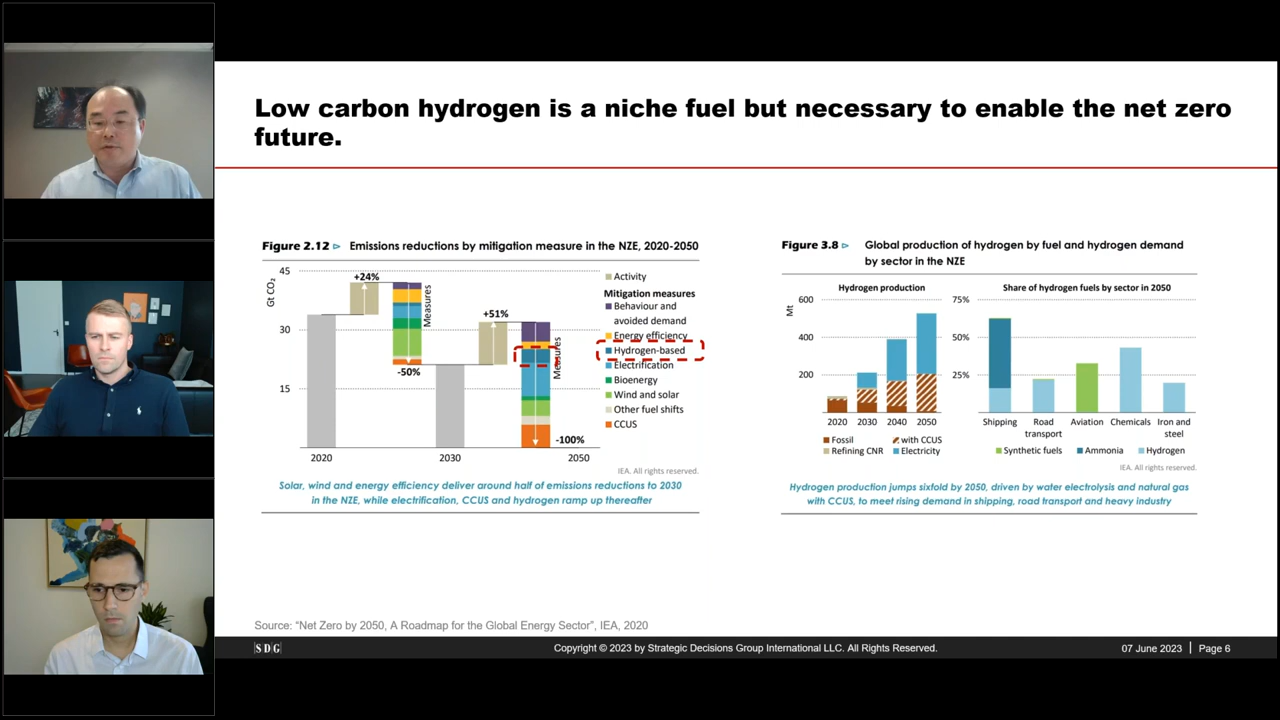 Low carbon hydrogen is a niche fuel but necessary to enable the net zero
future.
Figure 2.12 ▷ Emissions reductions by mitigation measure in the NZE, 2020-2050
Gt CO₂
45
30
15
+24%
Measures
-50%
+51%
Measures
-100%
2020
2030
2050
Activity
Mitigation measures
Behaviour and
avoided demand
Energy efficiency
Hydrogen-based
Electrification
Bioenergy
Wind and solar
Other fuel shifts
CCUS
IEA. All rights reserved.
Solar, wind and energy efficiency deliver around half of emissions reductions to 2030
in the NZE, while electrification, CCUS and hydrogen ramp up thereafter
Figure 3.8 ▷ Global production of hydrogen by fuel and hydrogen demand
by sector in the NZE
Hydrogen production
Mt
600
400
200
2020 2030 2040 2050
Fossil with CCUS
Refining CNR Electricity
Share of hydrogen fuels by sector in 2050
75%
50%
25%
Shipping Road Aviation Chemicals Iron and
transport steel
Synthetic fuels Ammonia Hydrogen
IEA. All rights reserved.
Hydrogen production jumps sixfold by 2050, driven by water electrolysis and natural gas
with CCUS, to meet rising demand in shipping, road transport and heavy industry
Source: “Net Zero by 2050, A Roadmap for the Global Energy Sector”, IEA, 2020
SDG Copyright © 2023 by Strategic Decisions Group International LLC. All Rights Reserved. 07 June 2023 | Page 6